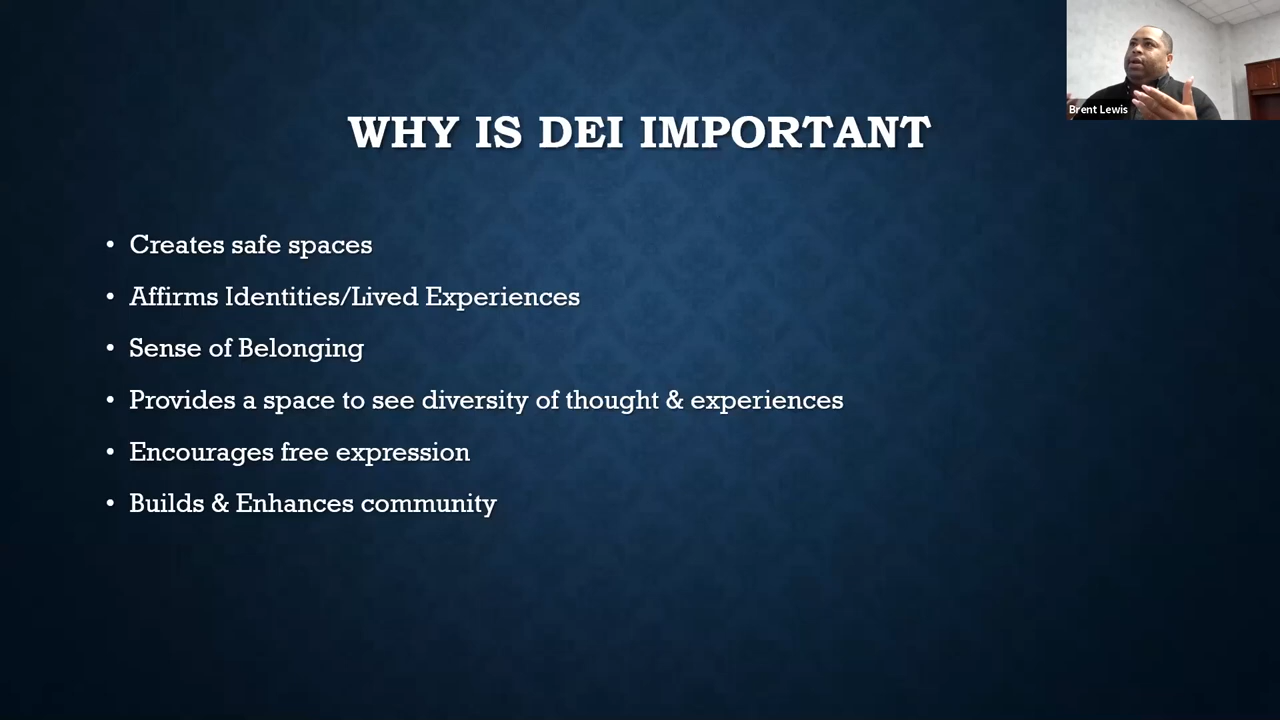 WHY IS DEI IMPORTANT
• Creates safe spaces
• Affirms Identities/Lived Experiences
• Sense of Belonging
• Provides a space to see diversity of thought & experiences
• Encourages free expression
• Builds & Enhances community
Brent Lewis